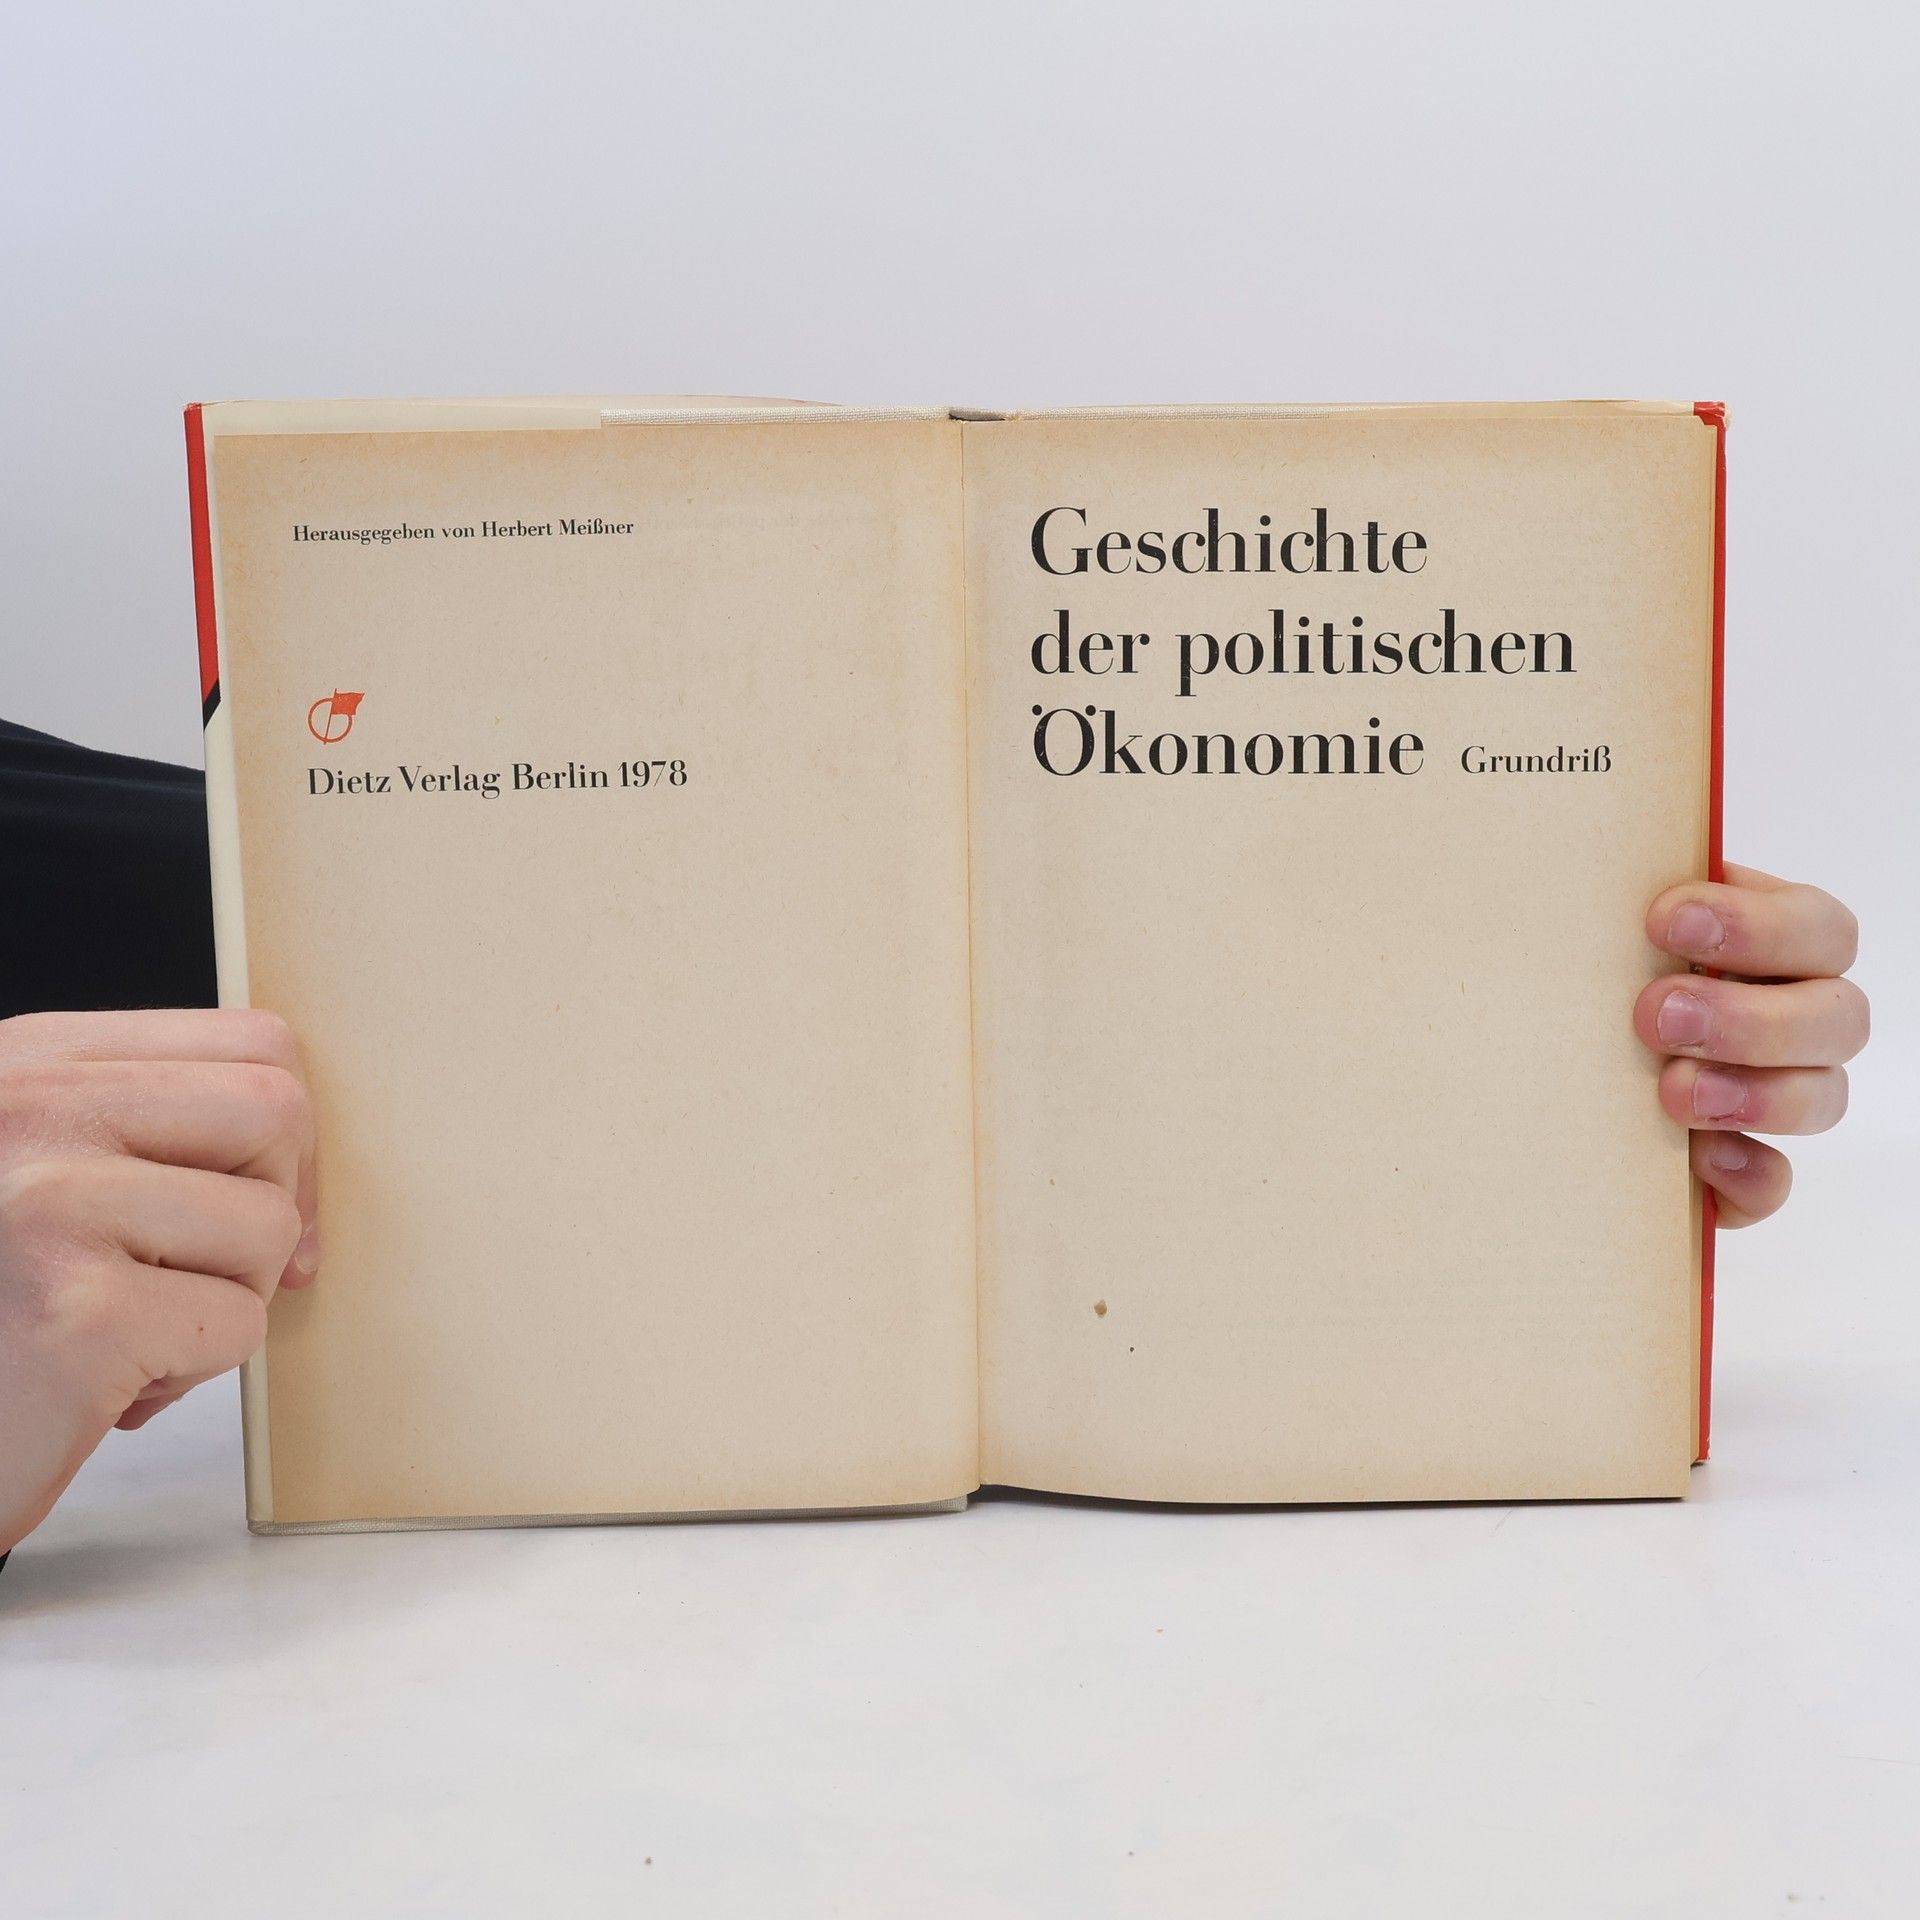 Herausgegeben von Herbert Meißner
Dietz Verlag Berlin 1978
Geschichte
der politischen
Ökonomie Grundriß